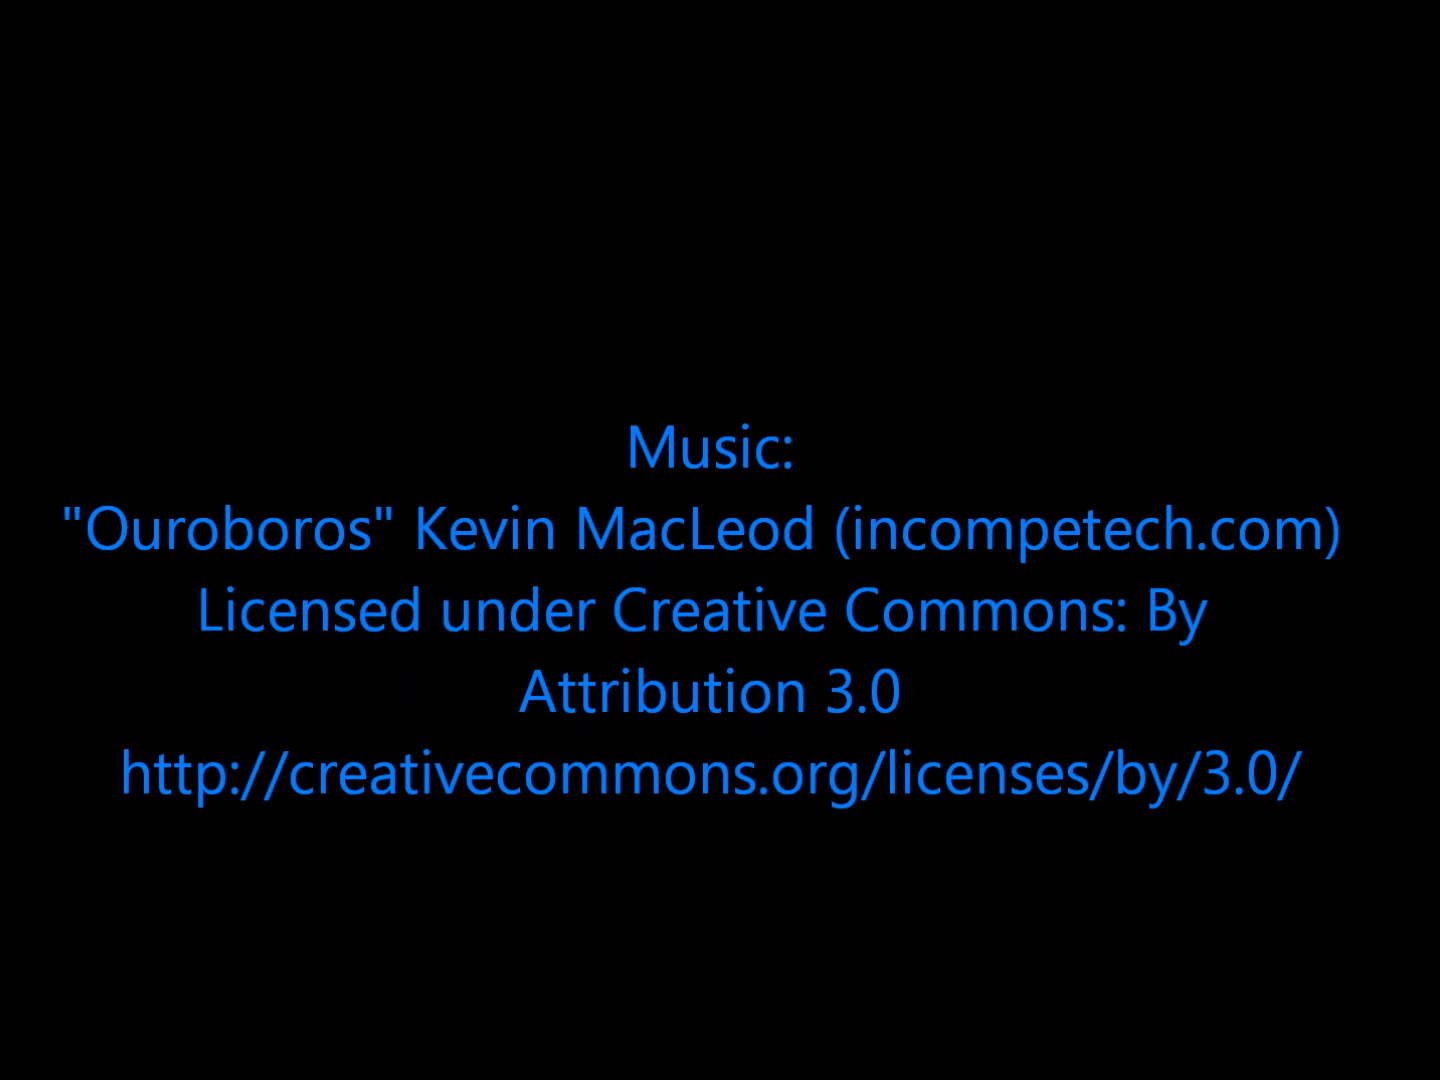 Music:
"Ouroboros" Kevin MacLeod (incompetech.com)
Licensed under Creative Commons: By
Attribution 3.0
http://creativecommons.org/licenses/by/3.0/